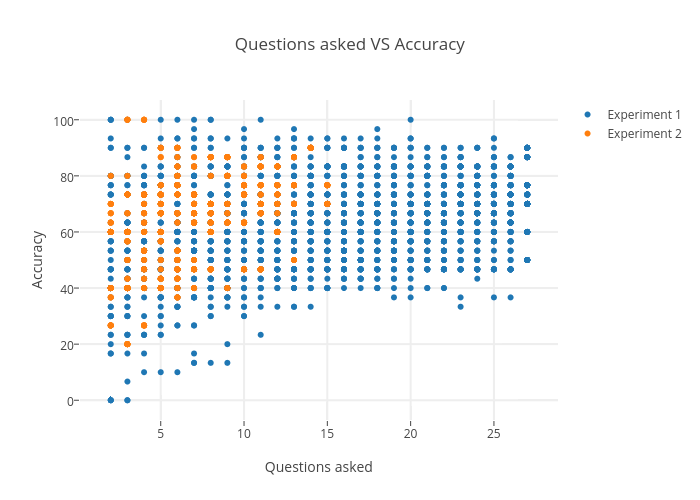 Questions asked VS Accuracy
Experiment 1
Experiment 2
100
80
60
40
20
0
Accuracy
5
10
15
20
25
Questions asked